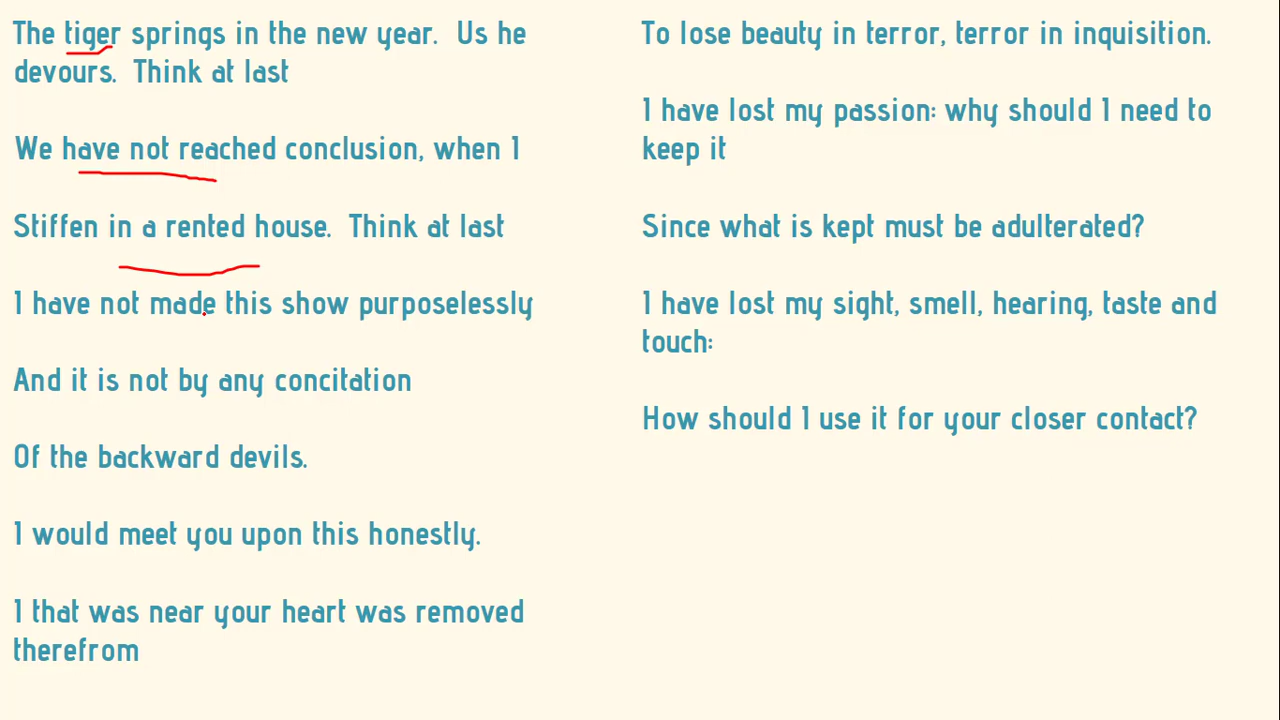 The tiger springs in the new year.  Us he
devours.  Think at last
We have not reached conclusion, when I
Stiffen in a rented house.  Think at last
I have not made this show purposelessly
And it is not by any concitation
Of the backward devils.
I would meet you upon this honestly.
I that was near your heart was removed
therefrom
To lose beauty in terror, terror in inquisition.
I have lost my passion: why should I need to
keep it
Since what is kept must be adulterated?
I have lost my sight, smell, hearing, taste and
touch:
How should I use it for your closer contact?